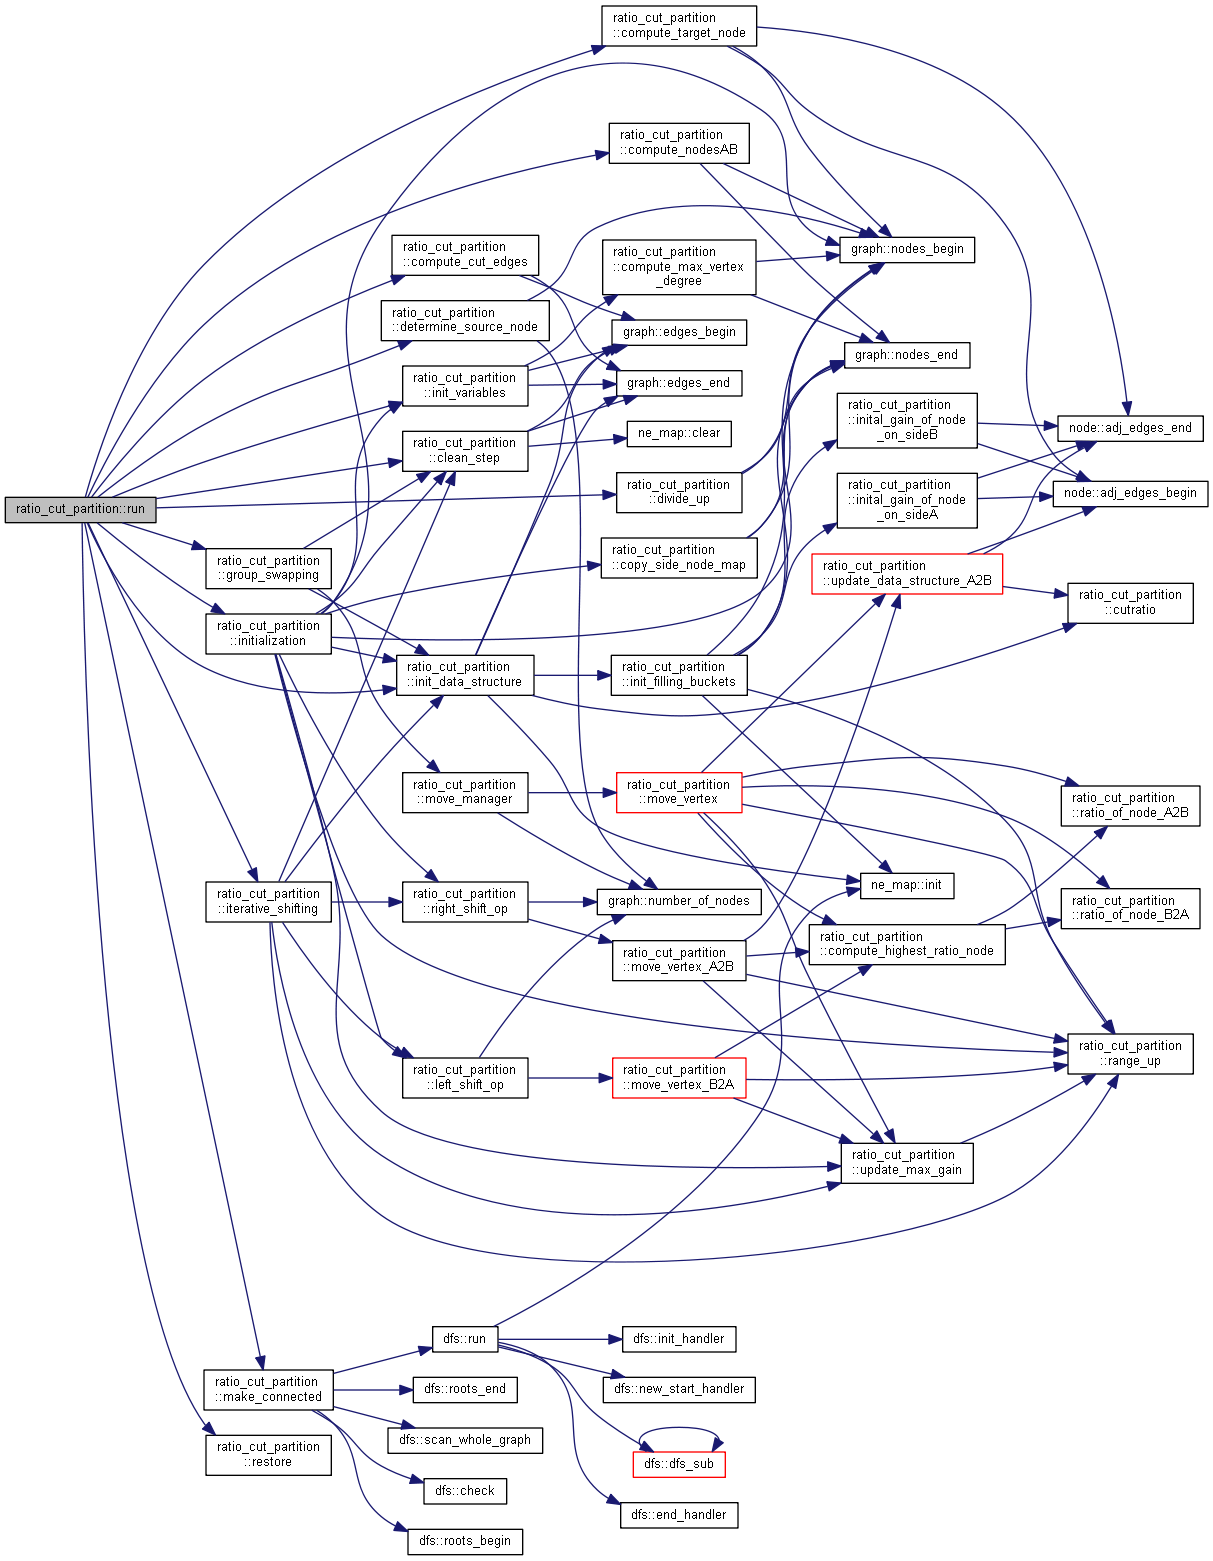 ratio_cut_partition
::compute_target_node
ratio_cut_partition
::compute_nodesAB
ratio_cut_partition
::compute_cut_edges
ratio_cut_partition
::compute_max_vertex
_degree
graph::nodes_begin
ratio_cut_partition
::determine_source_node
graph::edges_begin
graph::nodes_end
ratio_cut_partition
::init_variables
graph::edges_end
ratio_cut_partition
::inital_gain_of_node
_on_sideB
node::adj_edges_end
ratio_cut_partition
::clean_step
ne_map::clear
ratio_cut_partition
::divide_up
ratio_cut_partition
::inital_gain_of_node
_on_sideA
node::adj_edges_begin
ratio_cut_partition::run
ratio_cut_partition
::group_swapping
ratio_cut_partition
::copy_side_node_map
ratio_cut_partition
::update_data_structure_A2B
ratio_cut_partition
::cutratio
ratio_cut_partition
::initialization
ratio_cut_partition
::init_data_structure
ratio_cut_partition
::init_filling_buckets
ratio_cut_partition
::move_manager
ratio_cut_partition
::move_vertex
ratio_cut_partition
::ratio_of_node_A2B
ratio_cut_partition
::iterative_shifting
ratio_cut_partition
::right_shift_op
graph::number_of_nodes
ne_map::init
ratio_cut_partition
::ratio_of_node_B2A
ratio_cut_partition
::move_vertex_A2B
ratio_cut_partition
::compute_highest_ratio_node
ratio_cut_partition
::range_up
ratio_cut_partition
::left_shift_op
ratio_cut_partition
::move_vertex_B2A
ratio_cut_partition
::update_max_gain
dfs::run
dfs::init_handler
ratio_cut_partition
::make_connected
dfs::roots_end
dfs::new_start_handler
dfs::scan_whole_graph
ratio_cut_partition
::restore
dfs::dfs_sub
dfs::check
dfs::end_handler
dfs::roots_begin